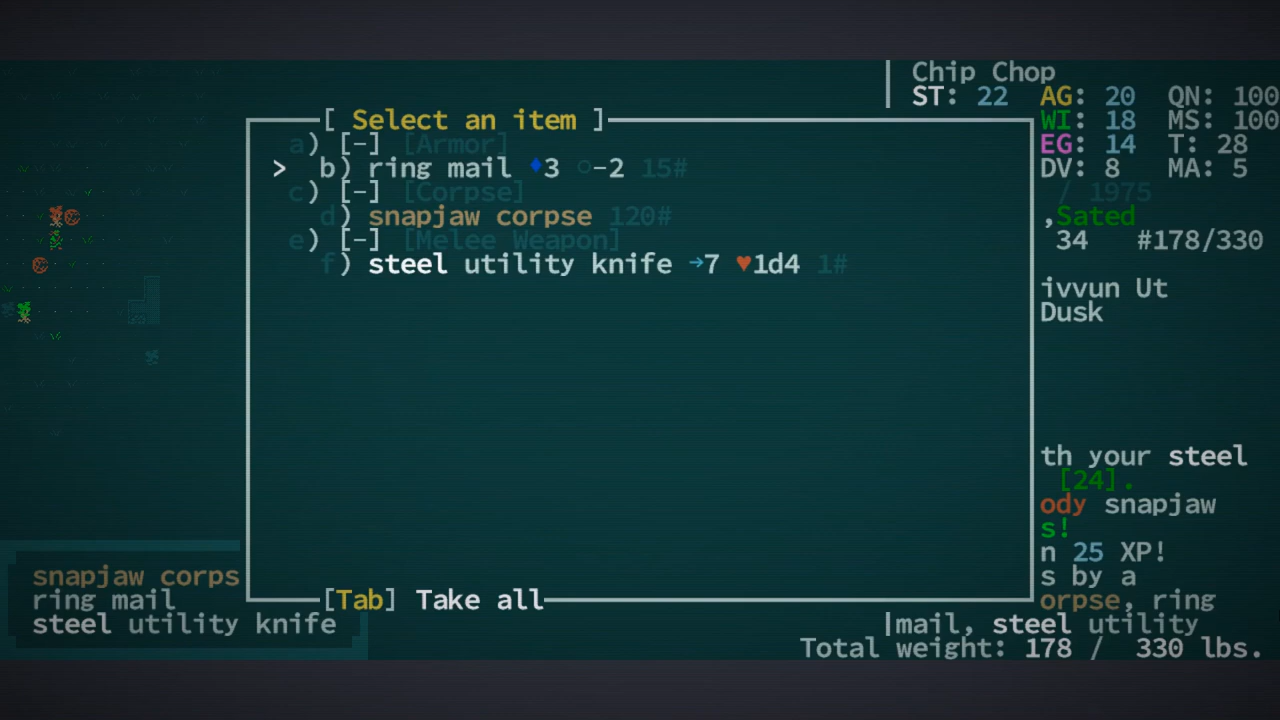 Chip Chop
ST: 22 AG: 20 QN: 100
[ Select an item ]
WI: 18 MS: 100
a) [-] [Armor]
EG: 14 T: 28
> b) ring mail ♦3 ○-2 15#
DV: 8 MA: 5
c) [-] [Corpse]
/ 1975
d) snapjaw corpse 120#
,Sated
e) [-] [Melee Weapon]
34 #178/330
f) steel utility knife →7 ♥1d4 1#
ivvun Ut
Dusk
th your steel
[24].
ody snapjaw
s!
n 25 XP!
snapjaw corps
s by a
ring mail
[Tab] Take all
orpse, ring
steel utility knife
mail, steel utility
Total weight: 178 / 330 lbs.